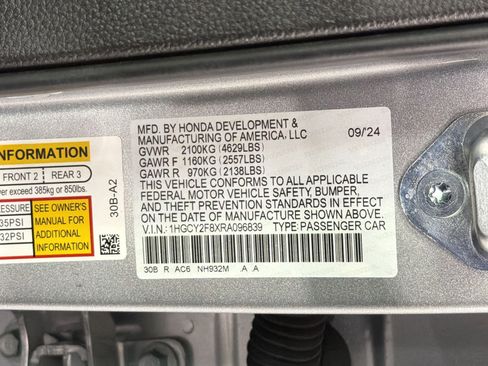 MFD. BY HONDA DEVELOPMENT &
MANUFACTURING OF AMERICA, LLC 09/24
GVWR 2100KG (4629LBS)
GAWR F 1160KG (2557LBS)
GAWR R 970KG (2138LBS)
THIS VEHICLE CONFORMS TO ALL APPLICABLE
FEDERAL MOTOR VEHICLE SAFETY, BUMPER,
AND THEFT PREVENTION STANDARDS IN EFFECT
ON THE DATE OF MANUFACTURE SHOWN ABOVE.
V.I.N.: 1HGCY2F8XRA096839 TYPE: PASSENGER CAR
30B R AC6 NH932M A A
INFORMATION
FRONT 2 REAR 3
exceed 385kg or 850lbs.
SEE OWNER'S
MANUAL FOR
ADDITIONAL
INFORMATION
35PSI
32PSI
30B-A2